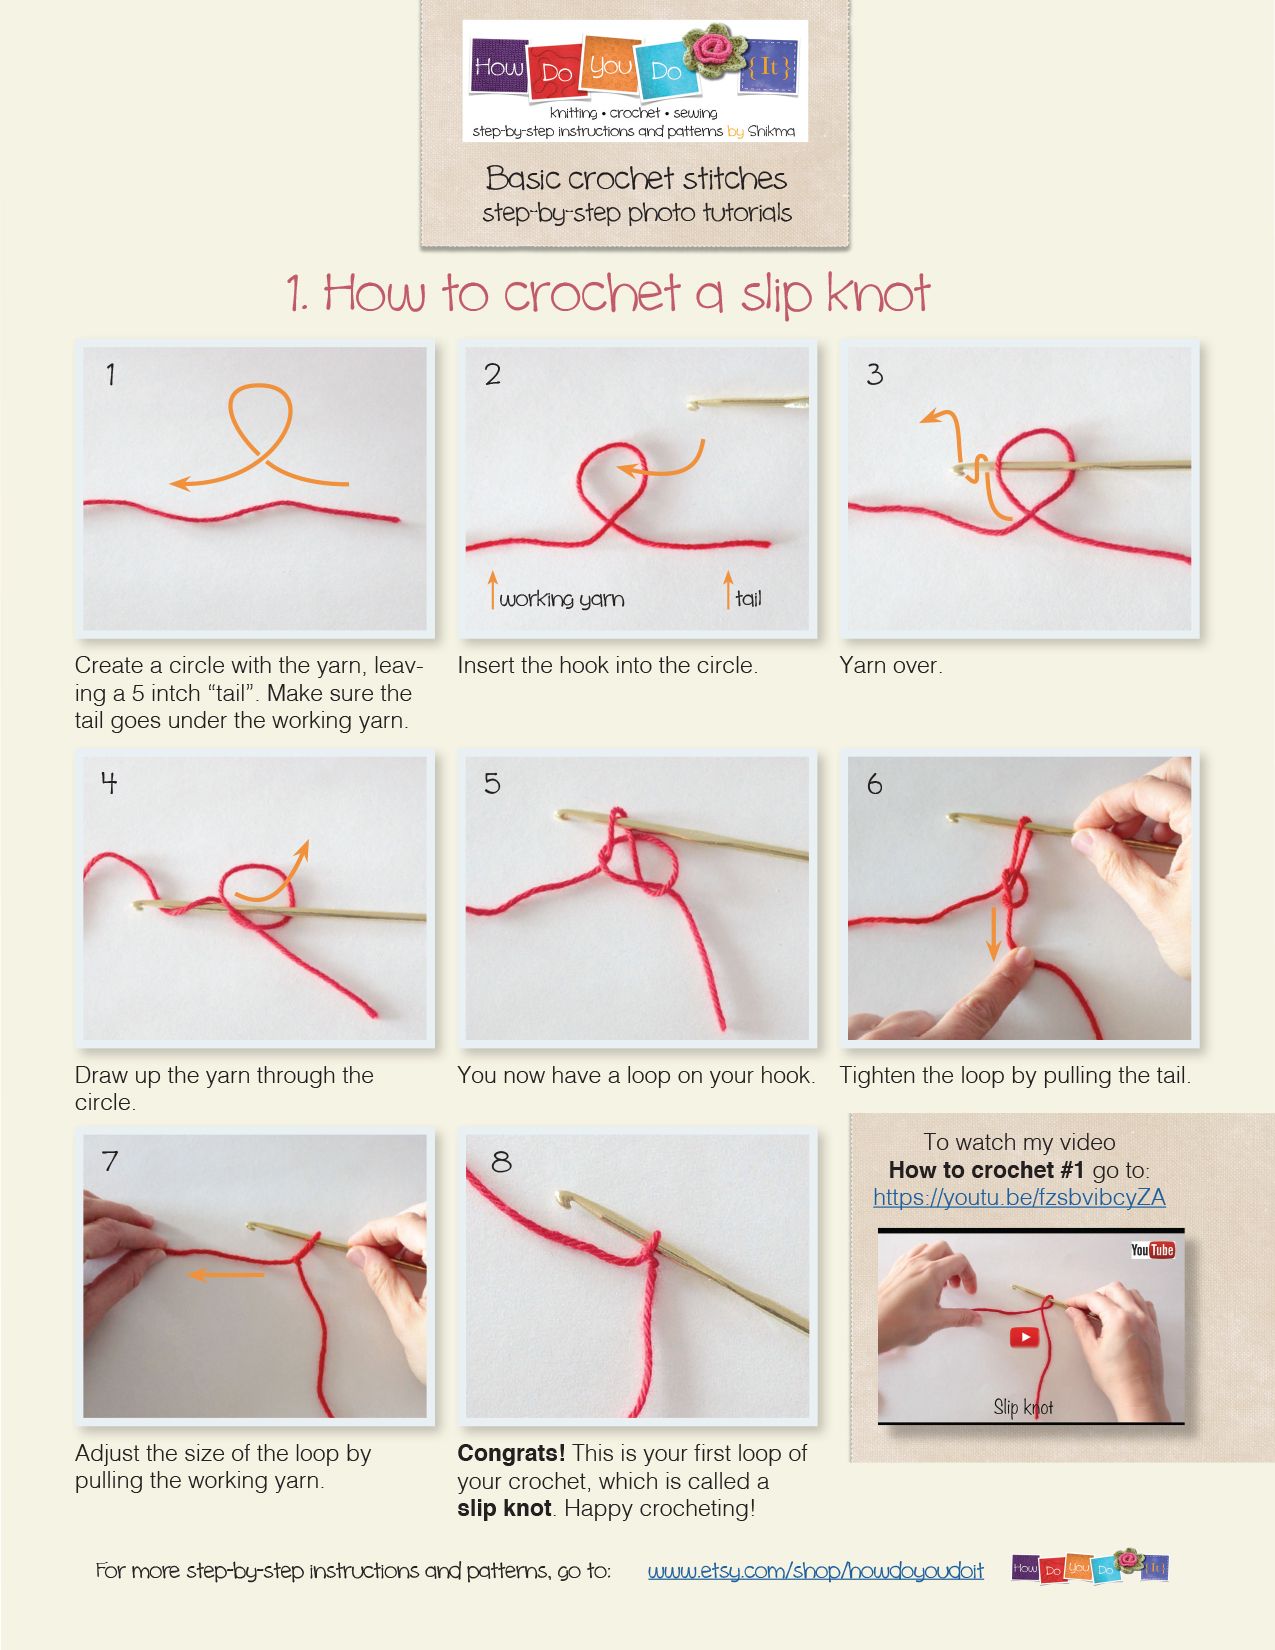 How Do You Do {It}
knitting • crochet • sewing
step-by-step instructions and patterns by Shikma
Basic crochet stitches
step-by-step photo tutorials
1. How to crochet a slip knot
1
2
working yarn
tail
3
Create a circle with the yarn, leav-
ing a 5 intch “tail”. Make sure the
tail goes under the working yarn.
Insert the hook into the circle.
Yarn over.
4
5
6
Draw up the yarn through the
circle.
You now have a loop on your hook.
Tighten the loop by pulling the tail.
7
8
Adjust the size of the loop by
pulling the working yarn.
Congrats! This is your first loop of
your crochet, which is called a
slip knot. Happy crocheting!
To watch my video
How to crochet #1 go to:
https://youtu.be/fzsbvibcyZA
YouTube
Slip knot
For more step-by-step instructions and patterns, go to:
www.etsy.com/shop/howdoyoudoit
How Do You Do {It}